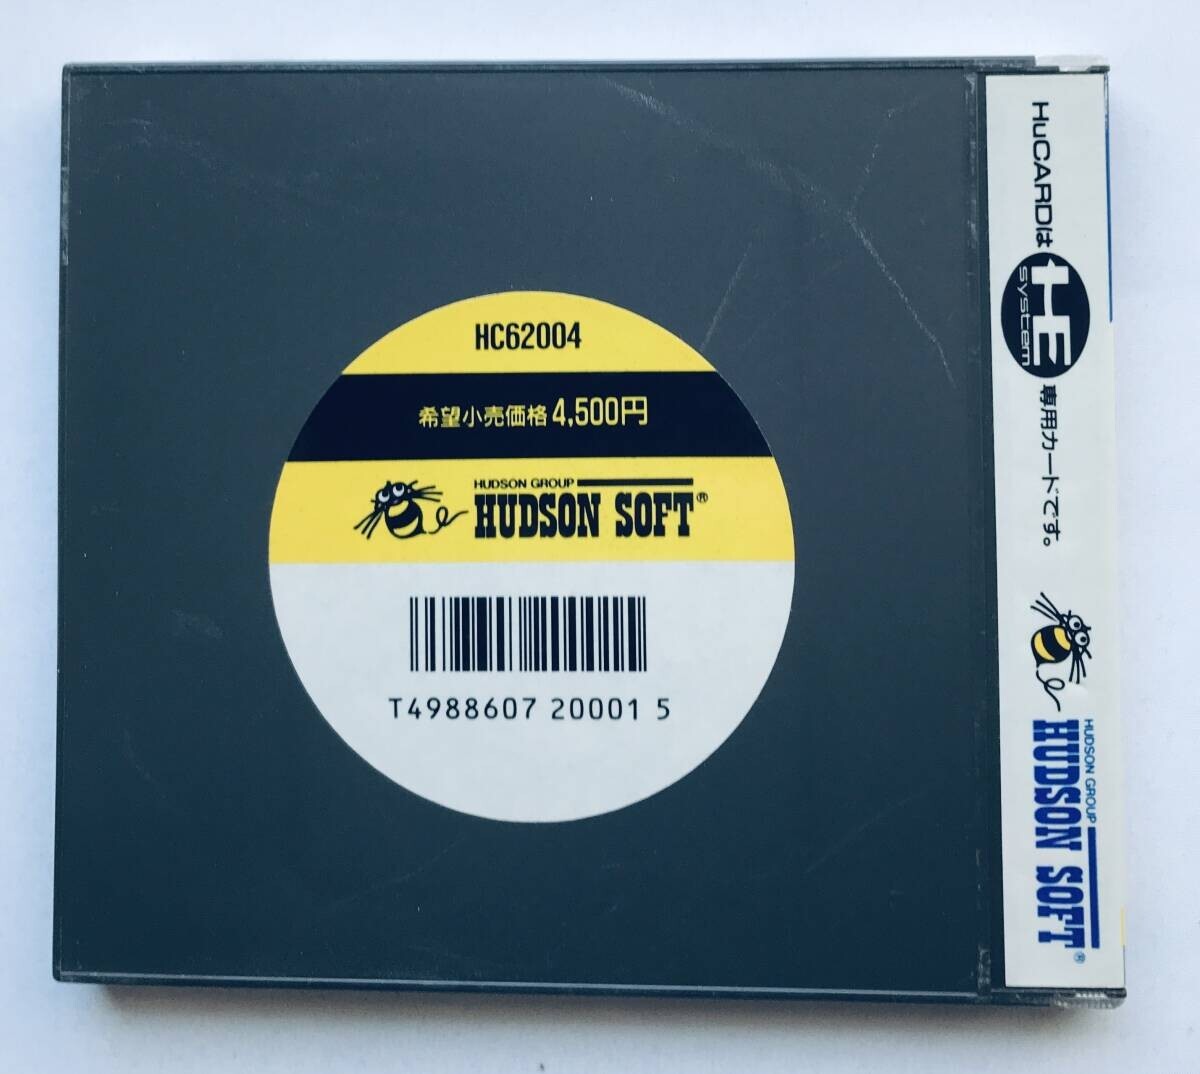 HC62004
希望小売価格 4,500円
HUDSON GROUP
HUDSON SOFT®
T4988607 20001 5
HuCARDは HE system 専用カードです。
HUDSON GROUP
HUDSON SOFT®